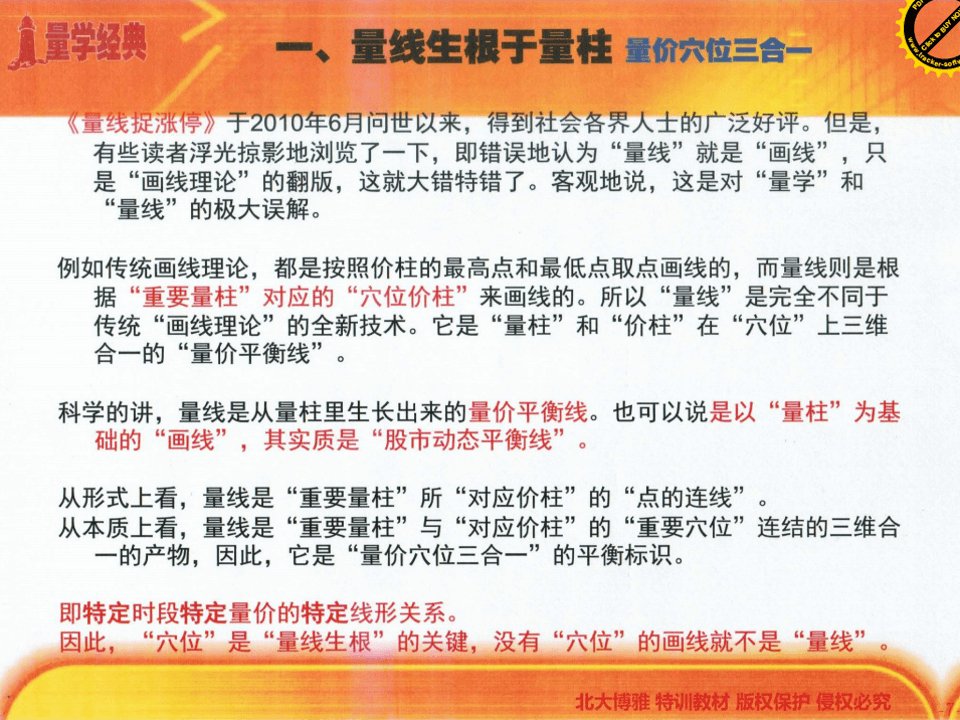 量学经典
一、量线生根于量柱 量价穴位三合一
《量线捉涨停》于2010年6月问世以来，得到社会各界人士的广泛好评。但是，
有些读者浮光掠影地浏览了一下，即错误地认为“量线”就是“画线”，只
是“画线理论”的翻版，这就大错特错了。客观地说，这是对“量学”和
“量线”的极大误解。
例如传统画线理论，都是按照价柱的最高点和最低点取点画线的，而量线则是根
据“重要量柱”对应的“穴位价柱”来画线的。所以“量线”是完全不同于
传统“画线理论”的全新技术。它是“量柱”和“价柱”在“穴位”上三维
合一的“量价平衡线”。
科学的讲，量线是从量柱里生长出来的量价平衡线。也可以说是以“量柱”为基
础的“画线”，其实质是“股市动态平衡线”。
从形式上看，量线是“重要量柱”所“对应价柱”的“点的连线”。
从本质上看，量线是“重要量柱”与“对应价柱”的“重要穴位”连结的三维合
一的产物，因此，它是“量价穴位三合一”的平衡标识。
即特定时段特定量价的特定线形关系。
因此，“穴位”是“量线生根”的关键，没有“穴位”的画线就不是“量线”。
北大博雅 特训教材 版权保护 侵权必究
-7-
Click to BUY NOW